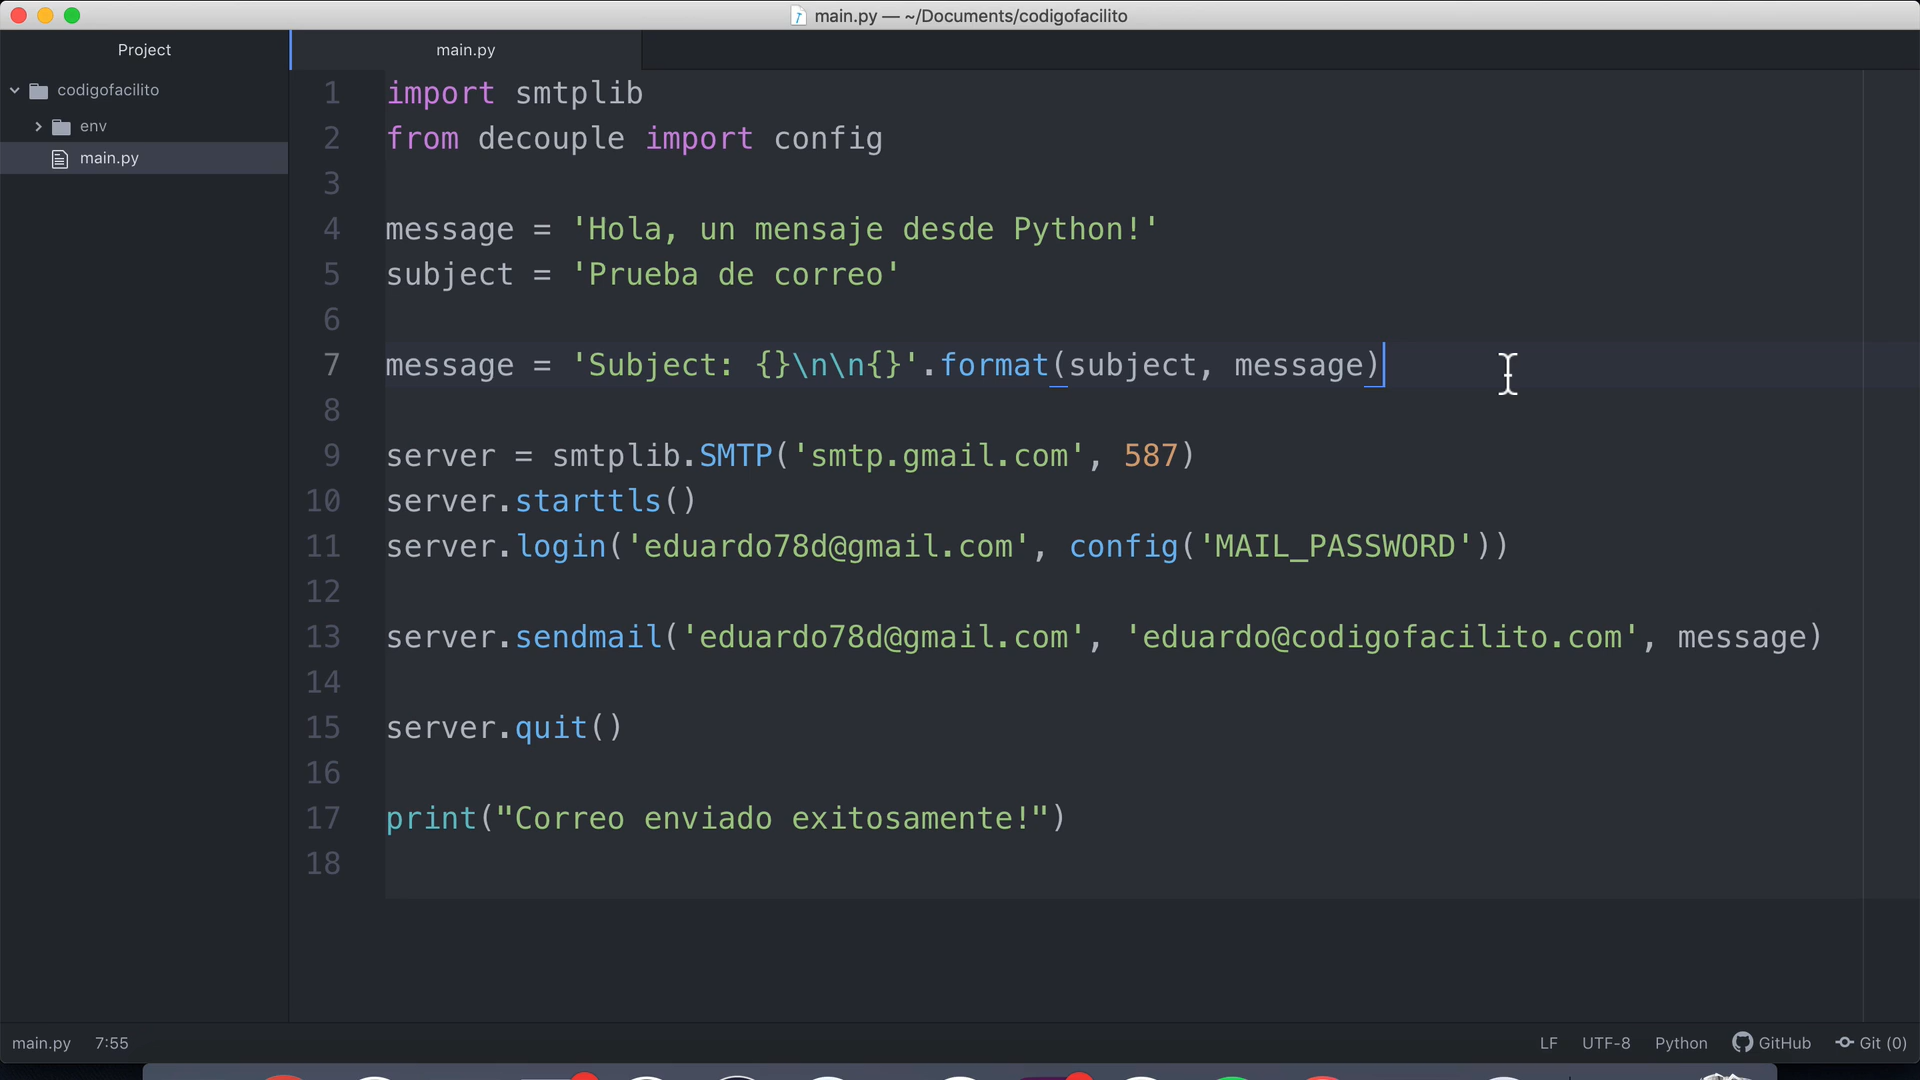 main.py — ~/Documents/codigofacilito
Project
main.py
codigofacilito
env
main.py
1 import smtplib
2 from decouple import config
3
4 message = 'Hola, un mensaje desde Python!'
5 subject = 'Prueba de correo'
6
7 message = 'Subject: {}\n\n{}'.format(subject, message)
8
9 server = smtplib.SMTP('smtp.gmail.com', 587)
10 server.starttls()
11 server.login('eduardo78d@gmail.com', config('MAIL_PASSWORD'))
12
13 server.sendmail('eduardo78d@gmail.com', 'eduardo@codigofacilito.com', message)
14
15 server.quit()
16
17 print("Correo enviado exitosamente!")
18
main.py 7:55 LF UTF-8 Python GitHub Git (0)